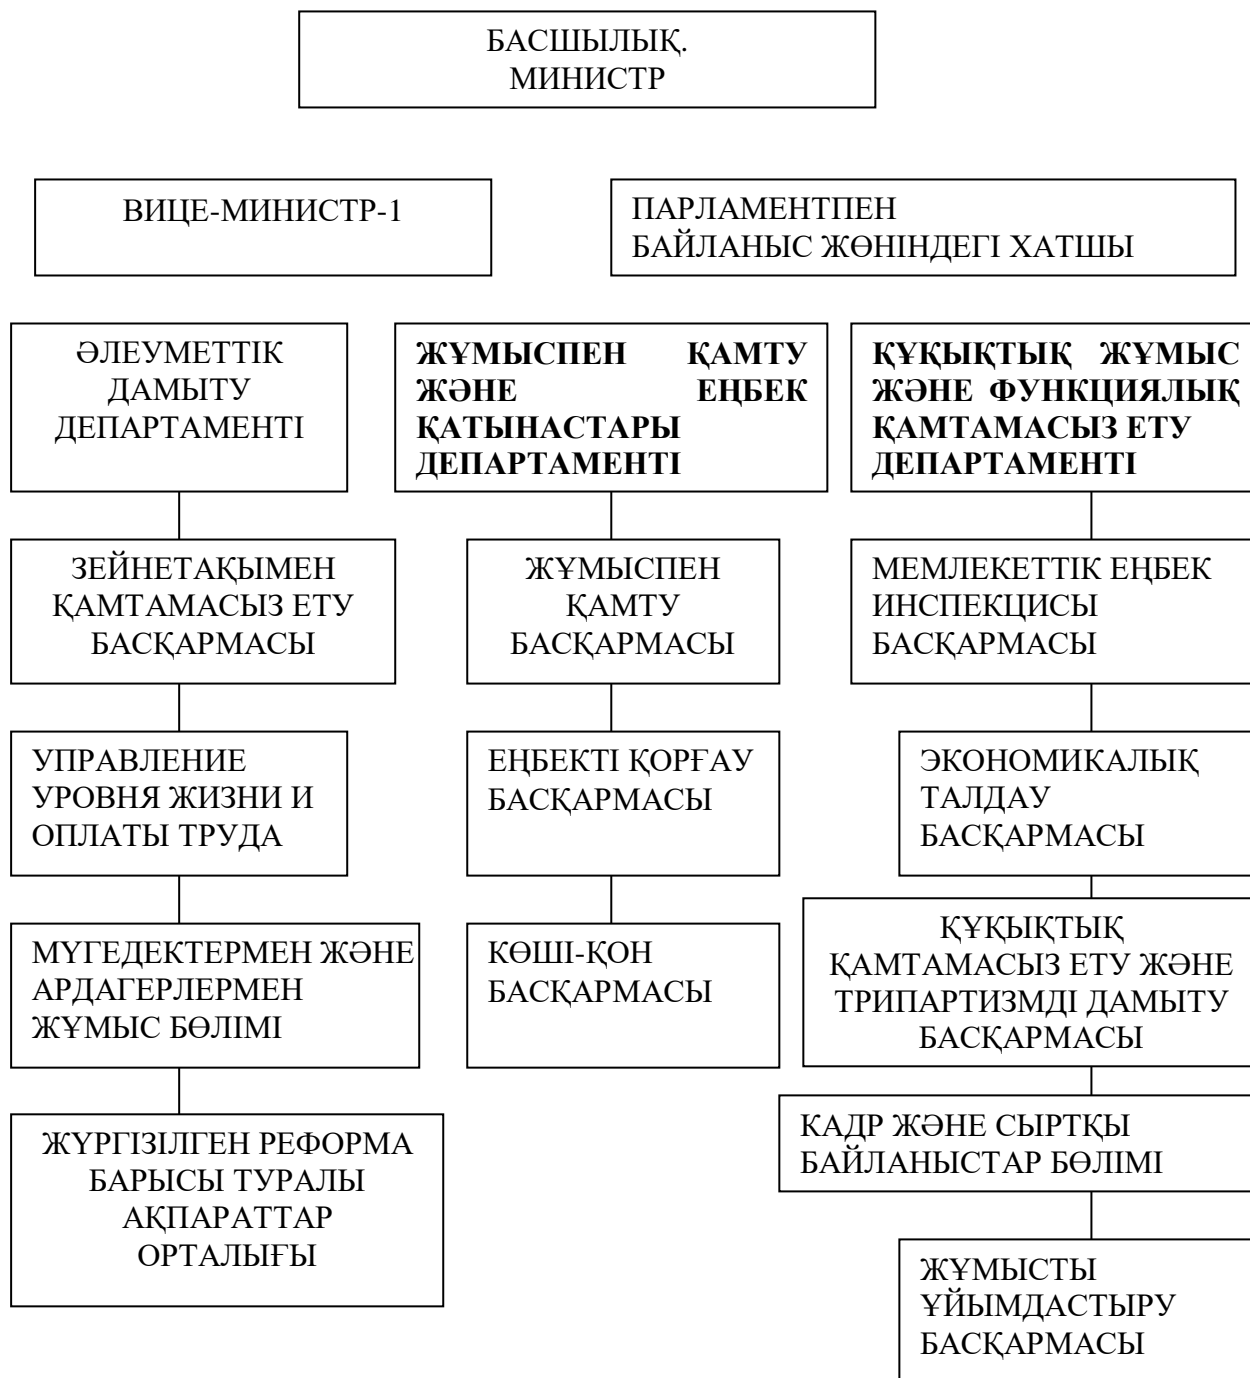 БАСШЫЛЫҚ.
МИНИСТР
ВИЦЕ-МИНИСТР-1
ПАРЛАМЕНТПЕН
БАЙЛАНЫС ЖӨНІНДЕГІ ХАТШЫ
ӘЛЕУМЕТТІК
ДАМЫТУ
ДЕПАРТАМЕНТІ
ЖҰМЫСПЕН ҚАМТУ
ЖӘНЕ ЕҢБЕК
ҚАТЫНАСТАРЫ
ДЕПАРТАМЕНТІ
ҚҰҚЫҚТЫҚ ЖҰМЫС
ЖӘНЕ ФУНКЦИЯЛЫҚ
ҚАМТАМАСЫЗ ЕТУ
ДЕПАРТАМЕНТІ
ЗЕЙНЕТАҚЫМЕН
ҚАМТАМАСЫЗ ЕТУ
БАСҚАРМАСЫ
ЖҰМЫСПЕН
ҚАМТУ
БАСҚАРМАСЫ
МЕМЛЕКЕТТІК ЕҢБЕК
ИНСПЕКЦИСЫ
БАСҚАРМАСЫ
УПРАВЛЕНИЕ
УРОВНЯ ЖИЗНИ И
ОПЛАТЫ ТРУДА
ЕҢБЕКТІ ҚОРҒАУ
БАСҚАРМАСЫ
ЭКОНОМИКАЛЫҚ
ТАЛДАУ
БАСҚАРМАСЫ
МҮГЕДЕКТЕРМЕН ЖӘНЕ
АРДАГЕРЛЕРМЕН
ЖҰМЫС БӨЛІМІ
КӨШІ-ҚОН
БАСҚАРМАСЫ
ҚҰҚЫҚТЫҚ
ҚАМТАМАСЫЗ ЕТУ ЖӘНЕ
ТРИПАРТИЗМДІ ДАМЫТУ
БАСҚАРМАСЫ
ЖҮРГІЗІЛГЕН РЕФОРМА
БАРЫСЫ ТУРАЛЫ
АҚПАРАТТАР
ОРТАЛЫҒЫ
КАДР ЖӘНЕ СЫРТҚЫ
БАЙЛАНЫСТАР БӨЛІМІ
ЖҰМЫСТЫ
ҰЙЫМДАСТЫРУ
БАСҚАРМАСЫ